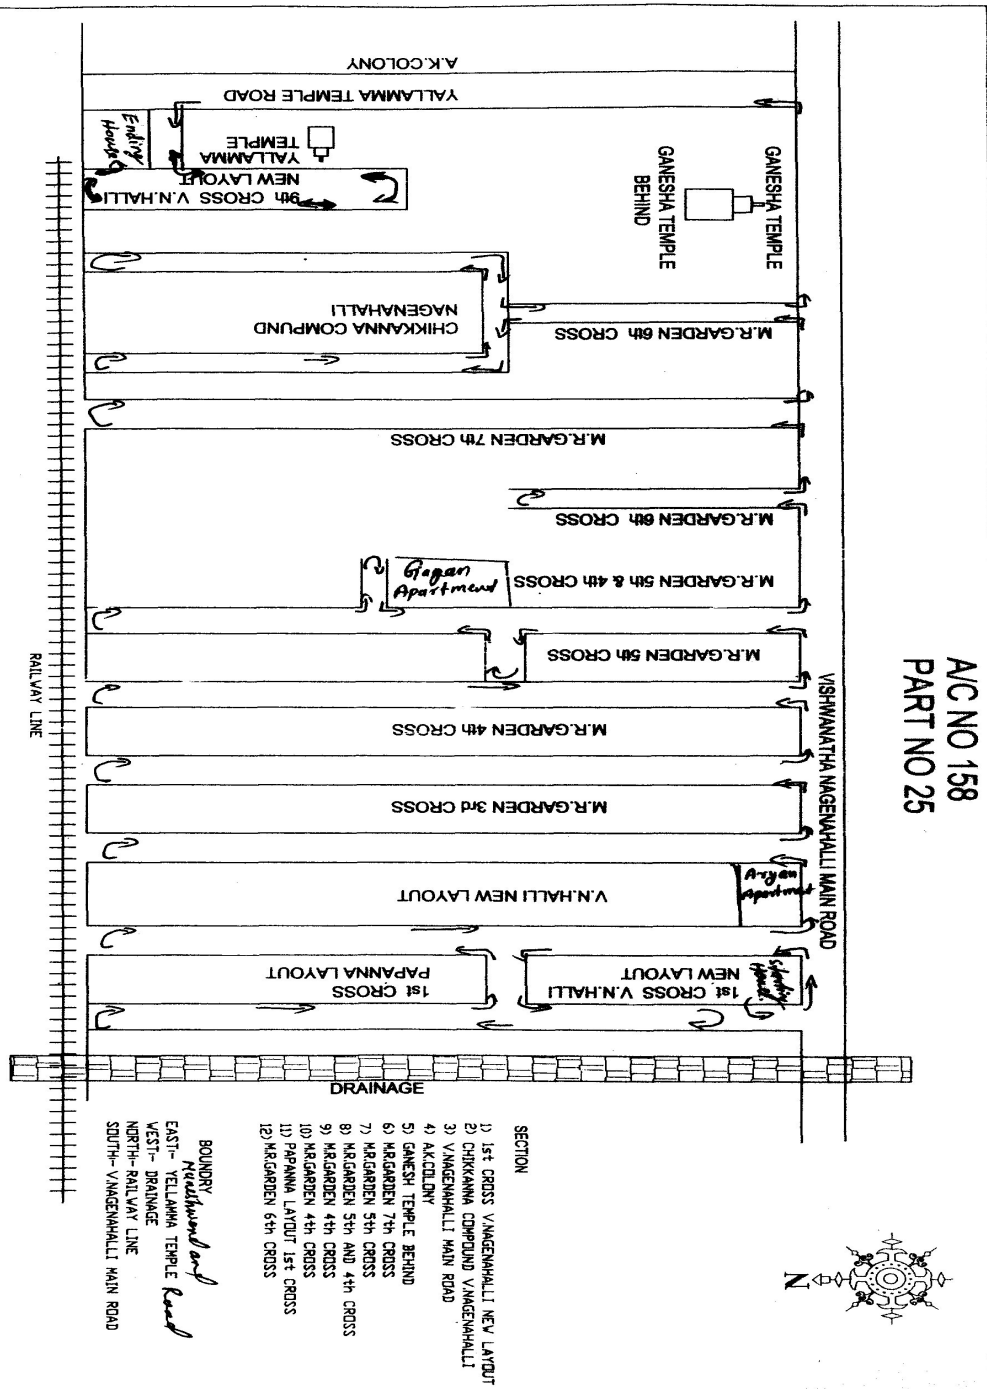 A/C NO 158
PART NO 25
A.K.COLONY
YALLAMMA TEMPLE ROAD
Ending
House
YALLAMMA
TEMPLE
9th CROSS V.N.HALLI
NEW LAYOUT
GANESHA TEMPLE
GANESHA TEMPLE
BEHIND
CHIKKANNA COMPUND
NAGENAHALLI
M.R.GARDEN 6th CROSS
M.R.GARDEN 7th CROSS
M.R.GARDEN 6th CROSS
M.R.GARDEN 5th & 4th CROSS
Gagan
Apartment
M.R.GARDEN 5th CROSS
M.R.GARDEN 4th CROSS
M.R.GARDEN 3rd CROSS
V.N.HALLI NEW LAYOUT
Aryan
Apartment
1st CROSS
PAPANNA LAYOUT
1st CROSS V.N.HALLI
NEW LAYOUT
Starting
VISHWANATHA NAGENAHALLI MAIN ROAD
RAILWAY LINE
DRAINAGE
SECTION
1) 1st CROSS V.NAGENAHALLI NEW LAYOUT
2) CHIKKANNA COMPOUND V.NAGENAHALLI
3) V.NAGENAHALLI MAIN ROAD
4) A.K.COLONY
5) GANESH TEMPLE BEHIND
6) M.R.GARDEN 7th CROSS
7) M.R.GARDEN 5th CROSS
8) M.R.GARDEN 5th AND 4th CROSS
9) M.R.GARDEN 4th CROSS
10) M.R.GARDEN 4th CROSS
11) PAPANNA LAYOUT 1st CROSS
12) M.R.GARDEN 6th CROSS
BOUNDRY
EAST:- YELLAMMA TEMPLE Road
WEST:- DRAINAGE
NORTH:- RAILWAY LINE
SOUTH:- V.NAGENAHALLI MAIN ROAD
N